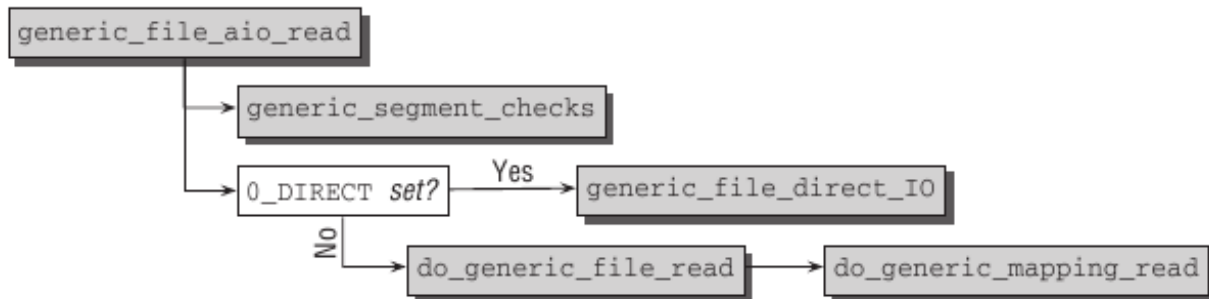 generic_file_aio_read
generic_segment_checks
0_DIRECT set?
Yes
generic_file_direct_IO
No
do_generic_file_read
do_generic_mapping_read